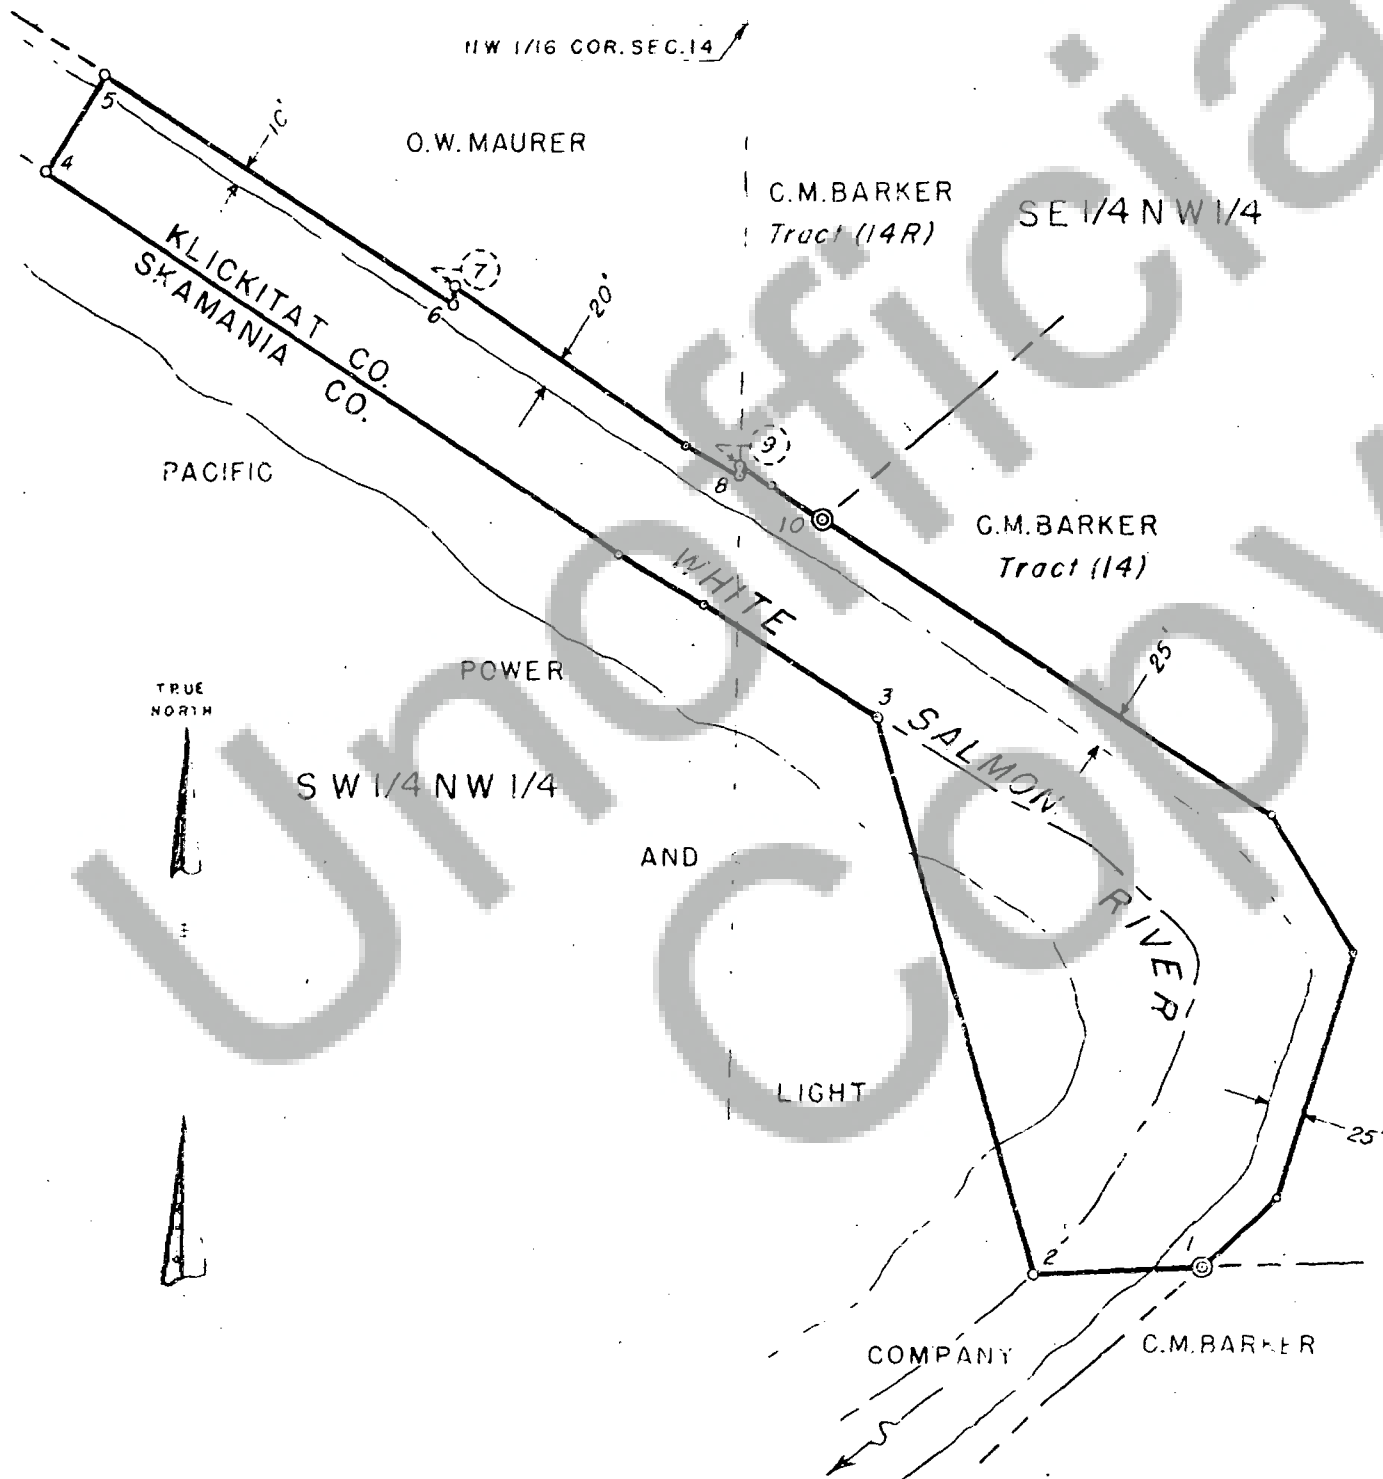 NW 1/16 COR. SEC. 14
5
10'
O.W. MAURER
4
C.M. BARKER
Tract (14R)
SE 1/4 NW 1/4
KLICKITAT CO.
SKAMANIA CO.
7
6
20'
PACIFIC
9
8
10
C.M. BARKER
Tract (14)
WHITE
POWER
25'
TRUE
NORTH
3
SALMON
SW 1/4 NW 1/4
AND
RIVER
LIGHT
25'
1
2
COMPANY
C.M. BARKER
Unofficial
Copy